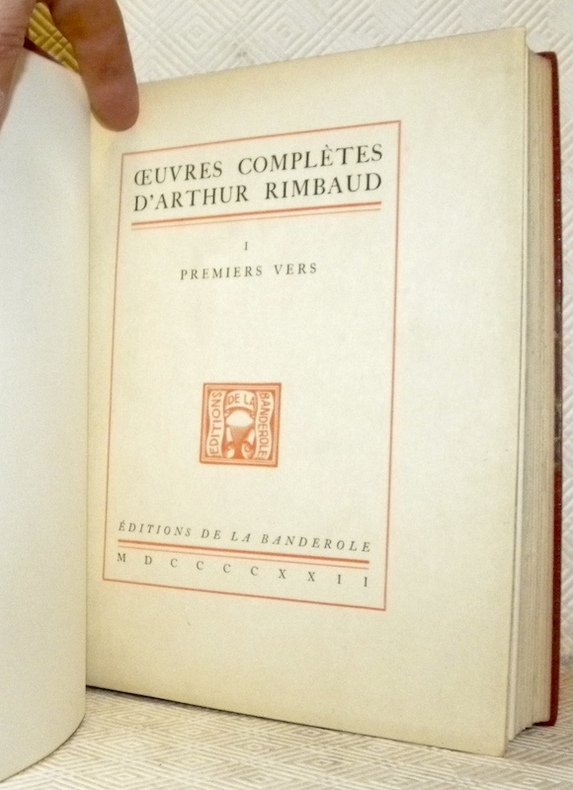 ŒUVRES COMPLÈTES
D'ARTHUR RIMBAUD
I
PREMIERS VERS
EDITIONS
DE LA
BANDEROLE
ÉDITIONS DE LA BANDEROLE
M D C C C C X X I I